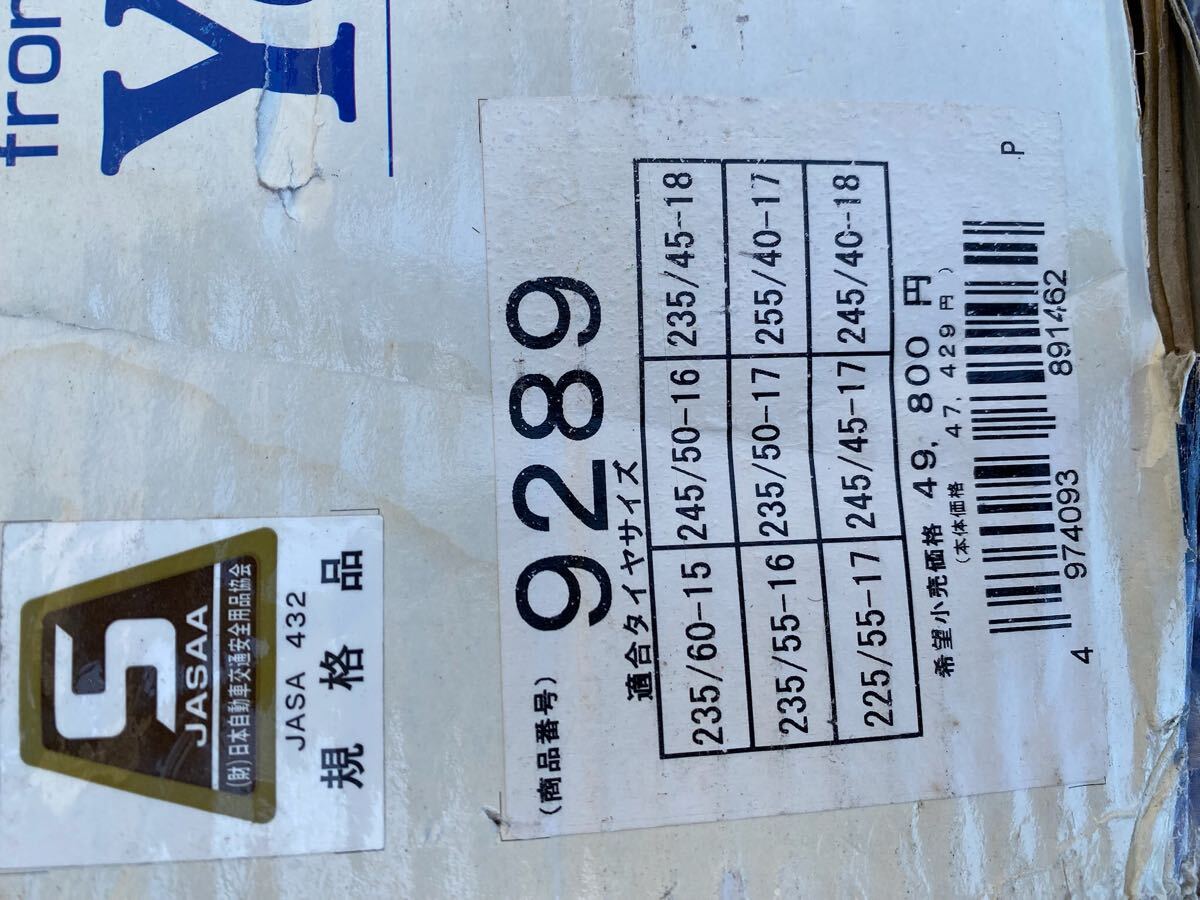 from
JASAA
(財)日本自動車交通安全用品協会
JASA 432
規格品
(商品番号) 9289
適合タイヤサイズ
235/60-15 245/50-16 235/45-18
235/55-16 235/50-17 255/40-17
225/55-17 245/45-17 245/40-18
希望小売価格 49,800円
(本体価格 47,429円)
P
4 974093 891462